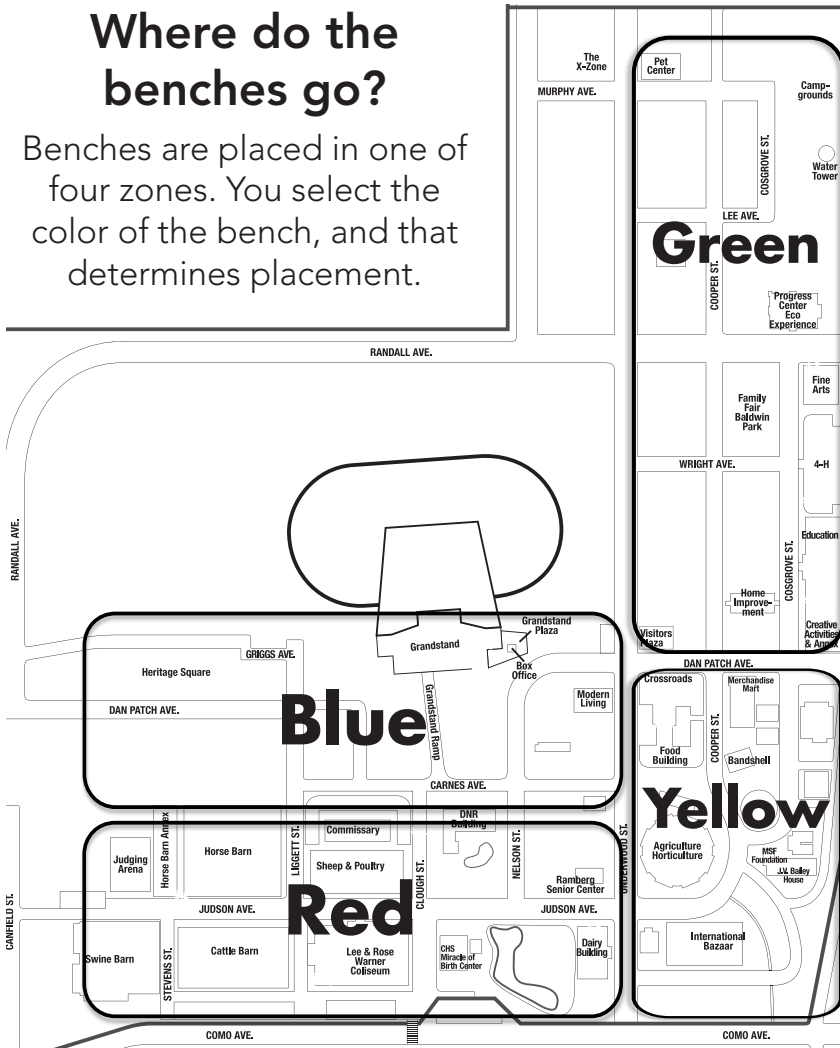 Where do the
benches go?
Benches are placed in one of
four zones. You select the
color of the bench, and that
determines placement.
The
X-Zone
Pet
Center
Camp-
grounds
MURPHY AVE.
COSGROVE ST.
Water
Tower
LEE AVE.
Green
COOPER ST.
Progress
Center
Eco
Experience
RANDALL AVE.
Fine
Arts
Family
Fair
Baldwin
Park
WRIGHT AVE.
4-H
RANDALL AVE.
Education
COSGROVE ST.
Home
Improve-
ment
Creative
Activities
& Annex
Visitors
Plaza
Grandstand
Plaza
Grandstand
Box
Office
GRIGGS AVE.
Heritage Square
DAN PATCH AVE.
Blue
Grandstand Ramp
Modern
Living
CARNES AVE.
DAN PATCH AVE.
Crossroads
Merchandise
Mart
COOPER ST.
Food
Building
Bandshell
Yellow
UNDERWOOD ST.
Agriculture
Horticulture
MSF
Foundation
J.V. Bailey
House
International
Bazaar
Commissary
DNR
Building
Horse Barn Annex
Judging
Arena
Horse Barn
LIGGETT ST.
Sheep & Poultry
CLOUGH ST.
NELSON ST.
Ramberg
Senior Center
CANFIELD ST.
JUDSON AVE.
Red
JUDSON AVE.
Swine Barn
STEVENS ST.
Cattle Barn
Lee & Rose
Warner
Coliseum
CHS
Miracle of
Birth Center
Dairy
Building
COMO AVE.
COMO AVE.